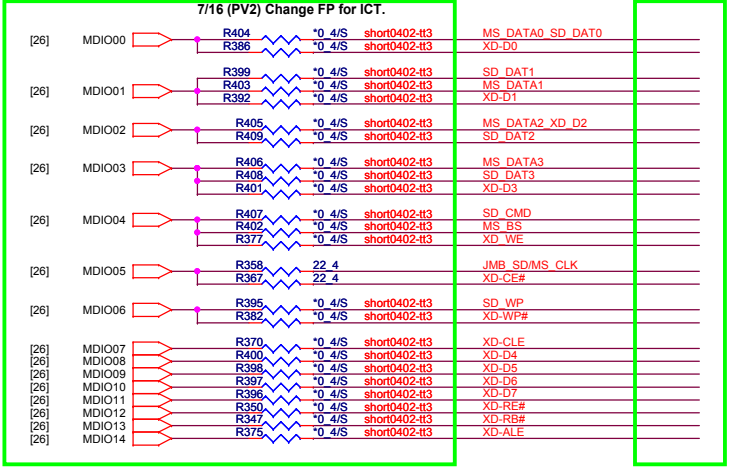 7/16 (PV2) Change FP for ICT.
[26] MDIO00 R404 *0_4/S short0402-tt3 MS_DATA0_SD_DAT0
R386 *0_4/S short0402-tt3 XD-D0
R399 *0_4/S short0402-tt3 SD_DAT1
[26] MDIO01 R403 *0_4/S short0402-tt3 MS_DATA1
R392 *0_4/S short0402-tt3 XD-D1
[26] MDIO02 R405 *0_4/S short0402-tt3 MS_DATA2_XD_D2
R409 *0_4/S short0402-tt3 SD_DAT2
[26] MDIO03 R406 *0_4/S short0402-tt3 MS_DATA3
R408 *0_4/S short0402-tt3 SD_DAT3
R401 *0_4/S short0402-tt3 XD-D3
[26] MDIO04 R407 *0_4/S short0402-tt3 SD_CMD
R402 *0_4/S short0402-tt3 MS_BS
R377 *0_4/S short0402-tt3 XD_WE
[26] MDIO05 R358 22_4 JMB_SD/MS_CLK
R367 22_4 XD-CE#
[26] MDIO06 R395 *0_4/S short0402-tt3 SD_WP
R382 *0_4/S short0402-tt3 XD-WP#
[26] MDIO07 R370 *0_4/S short0402-tt3 XD-CLE
[26] MDIO08 R400 *0_4/S short0402-tt3 XD-D4
[26] MDIO09 R398 *0_4/S short0402-tt3 XD-D5
[26] MDIO10 R397 *0_4/S short0402-tt3 XD-D6
[26] MDIO11 R396 *0_4/S short0402-tt3 XD-D7
[26] MDIO12 R350 *0_4/S short0402-tt3 XD-RE#
[26] MDIO13 R347 *0_4/S short0402-tt3 XD-RB#
[26] MDIO14 R375 *0_4/S short0402-tt3 XD-ALE